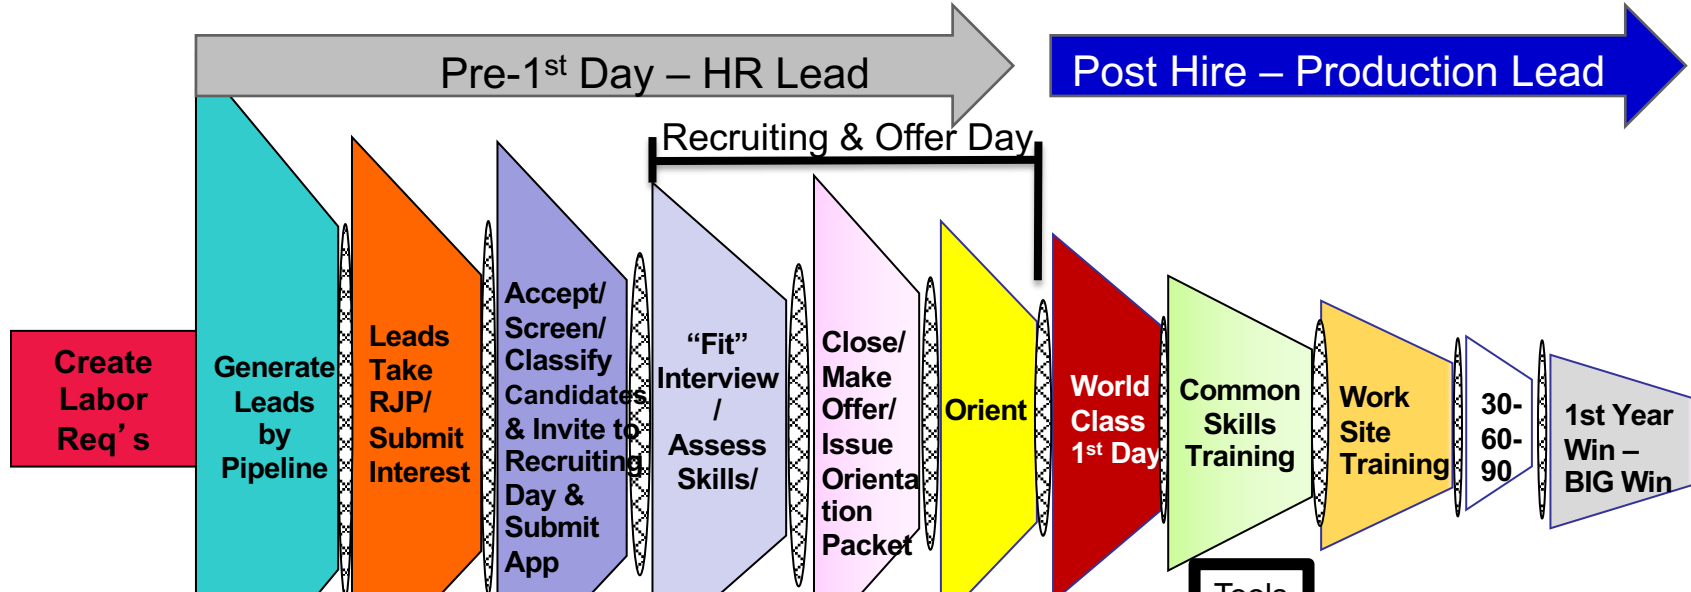 Pre-1st Day – HR Lead
Post Hire – Production Lead
Recruiting & Offer Day
Create
Labor
Req's
Generate
Leads
by
Pipeline
Leads
Take
RJP/
Submit
Interest
Accept/
Screen/
Classify
Candidates
& Invite to
Recruiting
Day &
Submit
App
“Fit”
Interview
/
Assess
Skills/
Close/
Make
Offer/
Issue
Orienta
tion
Packet
Orient
World
Class
1st Day
Common
Skills
Training
Work
Site
Training
30-
60-
90
1st Year
Win –
BIG Win
Tools